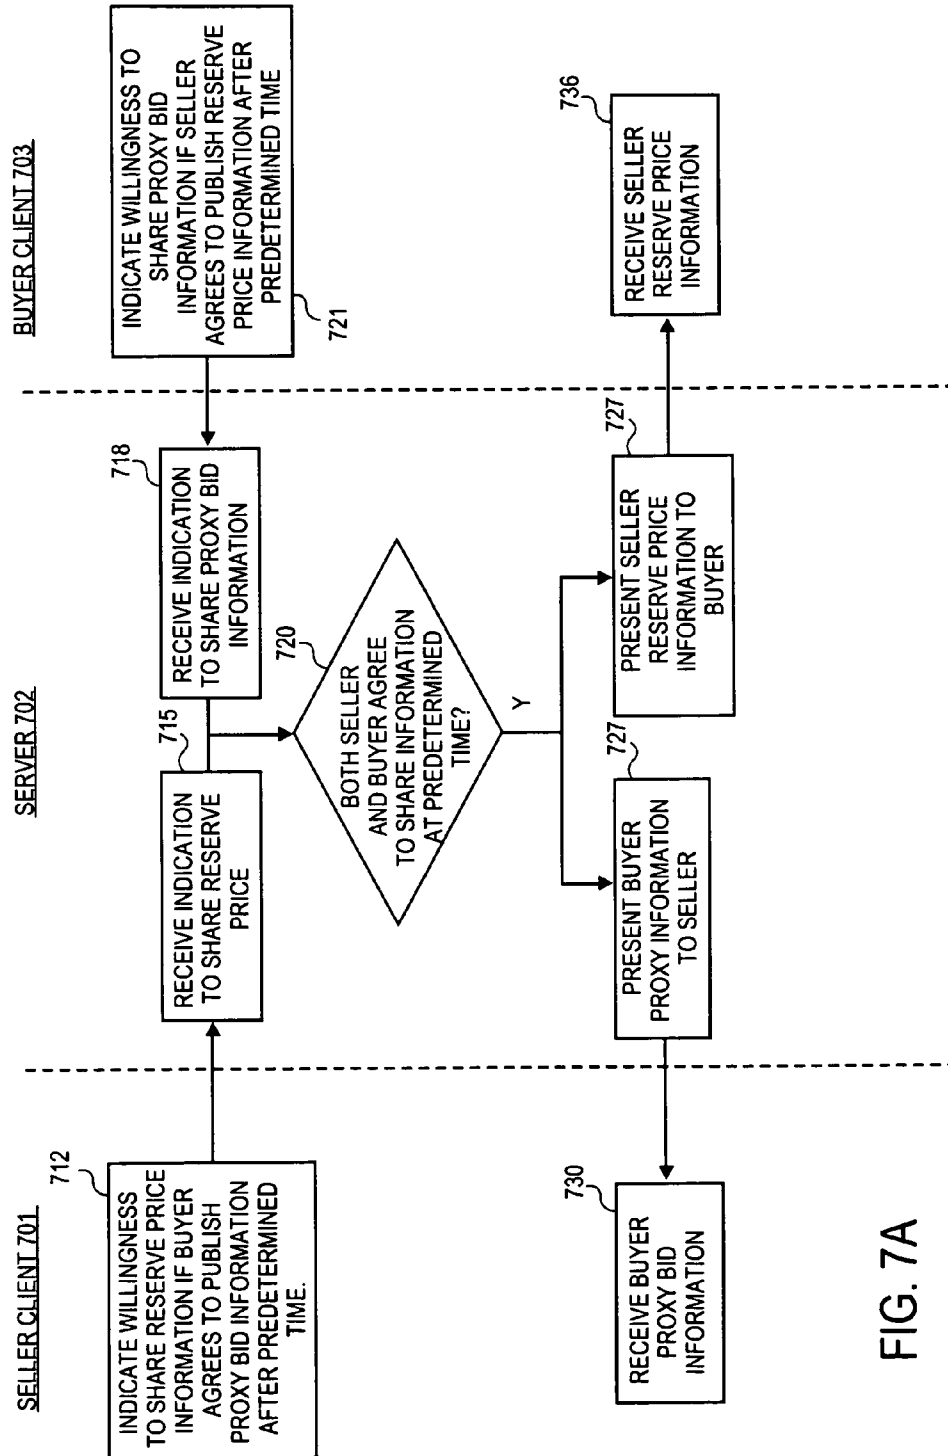 SELLER CLIENT 701
SERVER 702
BUYER CLIENT 703
712
INDICATE WILLINGNESS
TO SHARE RESERVE PRICE
INFORMATION IF BUYER
AGREES TO PUBLISH
PROXY BID INFORMATION
AFTER PREDETERMINED
TIME.
715
RECEIVE INDICATION
TO SHARE RESERVE
PRICE
718
RECEIVE INDICATION
TO SHARE PROXY BID
INFORMATION
INDICATE WILLINGNESS TO
SHARE PROXY BID
INFORMATION IF SELLER
AGREES TO PUBLISH RESERVE
PRICE INFORMATION AFTER
PREDETERMINED TIME
721
720
BOTH SELLER
AND BUYER AGREE
TO SHARE INFORMATION
AT PREDETERMINED
TIME?
Y
730
RECEIVE BUYER
PROXY BID
INFORMATION
727
PRESENT BUYER
PROXY INFORMATION
TO SELLER
727
PRESENT SELLER
RESERVE PRICE
INFORMATION TO
BUYER
736
RECEIVE SELLER
RESERVE PRICE
INFORMATION
FIG. 7A